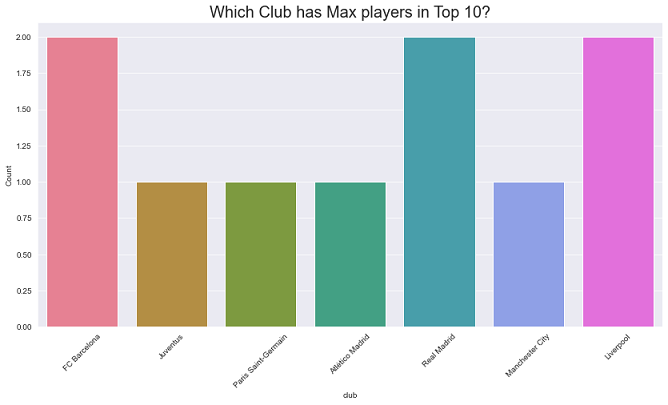 Which Club has Max players in Top 10?
2.00
1.75
1.50
1.25
1.00
0.75
0.50
0.25
0.00
Count
FC Barcelona
Juventus
Paris Saint-Germain
Atlético Madrid
Real Madrid
Manchester City
Liverpool
club